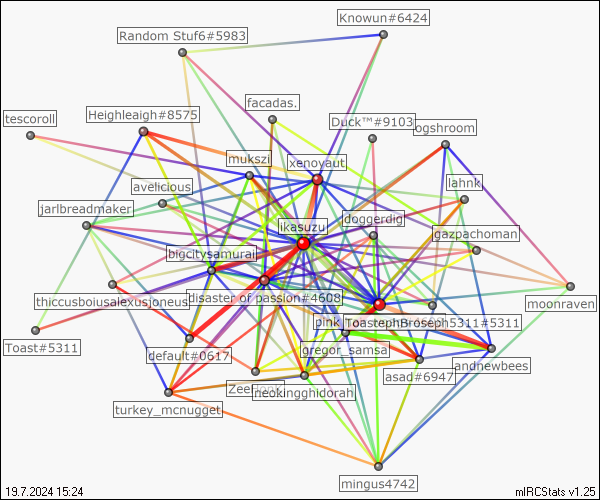 Knowun#6424
Random Stuf6#5983
facadas.
tescoroll
Heighleaigh#8575
Duck™#9103
ogshroom
mukszi
xenoyaut
avelicious
lahnk
jarlbreadmaker
doggerdig
ikasuzu
gazpachoman
bigcitysamurai
thiccusboiusalexusjoneus
disaster of passion#4608
moonraven
pink
Toasteph
Broseph5311#5311
Toast#5311
default#0617
gregor_samsa
andnewbees
asad#6947
neokingghidorah
turkey_mcnugget
mingus4742
19.7.2024 15:24
mIRCStats v1.25